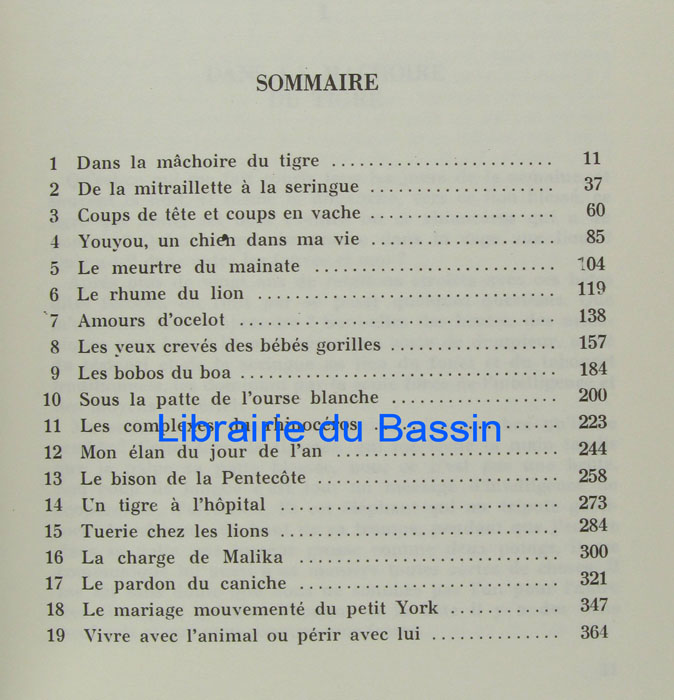 SOMMAIRE
1 Dans la mâchoire du tigre ........................ 11
2 De la mitraillette à la seringue .................... 37
3 Coups de tête et coups en vache .................... 60
4 Youyou, un chien dans ma vie .................... 85
5 Le meurtre du mainate ........................ 104
6 Le rhume du lion .............................. 119
7 Amours d'ocelot .............................. 138
8 Les yeux crevés des bébés gorilles .................. 157
9 Les bobos du boa .............................. 184
10 Sous la patte de l'ourse blanche .................. 200
11 Les complexes du rhinocéros .................... 223
Librairie du Bassin
12 Mon élan du jour de l'an ........................ 244
13 Le bison de la Pentecôte ........................ 258
14 Un tigre à l'hôpital ............................ 273
15 Tuerie chez les lions ............................ 284
16 La charge de Malika ............................ 300
17 Le pardon du caniche .......................... 321
18 Le mariage mouvementé du petit York ............ 347
19 Vivre avec l'animal ou périr avec lui .............. 364